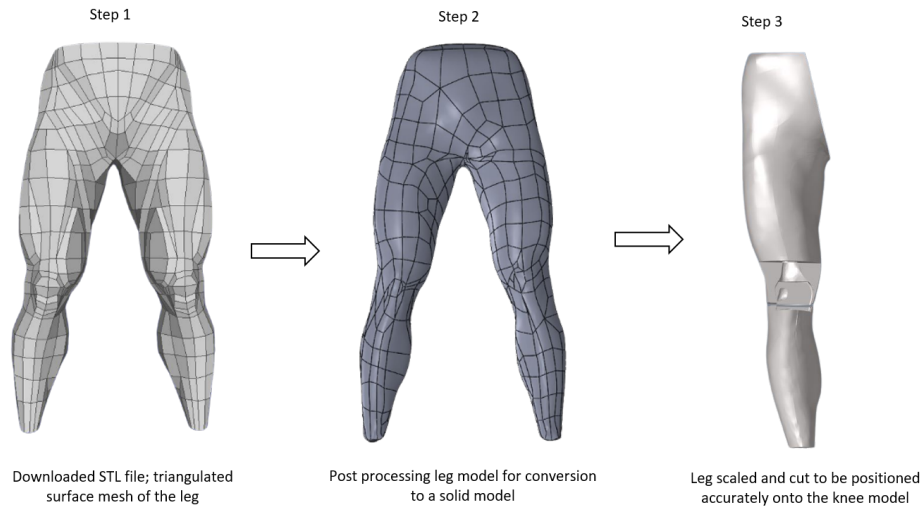 Step 1
Step 2
Step 3
Downloaded STL file; triangulated
surface mesh of the leg
Post processing leg model for conversion
to a solid model
Leg scaled and cut to be positioned
accurately onto the knee model